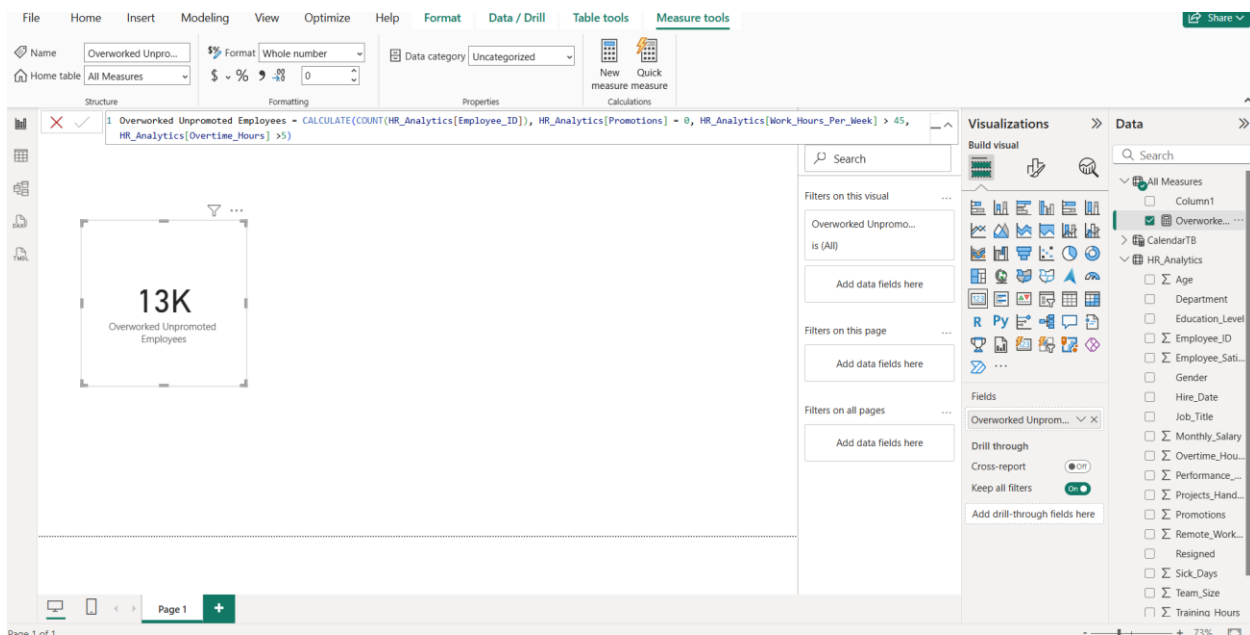 File Home Insert Modeling View Optimize Help Format Data / Drill Table tools Measure tools Share
Name Overworked Unpro... Format Whole number Data category Uncategorized New measure Quick measure
Home table All Measures $ % 0
Structure Formatting Properties Calculations
1 Overworked Unpromoted Employees = CALCULATE(COUNT(HR_Analytics[Employee_ID]), HR_Analytics[Promotions] = 0, HR_Analytics[Work_Hours_Per_Week] > 45,
HR_Analytics[Overtime_Hours] >5)
13K
Overworked Unpromoted
Employees
Search
Filters on this visual ...
Overworked Unpromo...
is (All)
Add data fields here
Filters on this page ...
Add data fields here
Filters on all pages ...
Add data fields here
Visualizations
Build visual
R Py
...
Fields
Overworked Unprom...
Drill through
Cross-report Off
Keep all filters On
Add drill-through fields here
Data
Search
All Measures
Column1
Overworke... ...
CalendarTB
HR_Analytics
Age
Department
Education_Level
Employee_ID
Employee_Sati...
Gender
Hire_Date
Job_Title
Monthly_Salary
Overtime_Hou...
Performance_...
Projects_Hand...
Promotions
Remote_Work...
Resigned
Sick_Days
Team_Size
Training_Hours
Page 1 +
Page 1 of 1 - + 73%